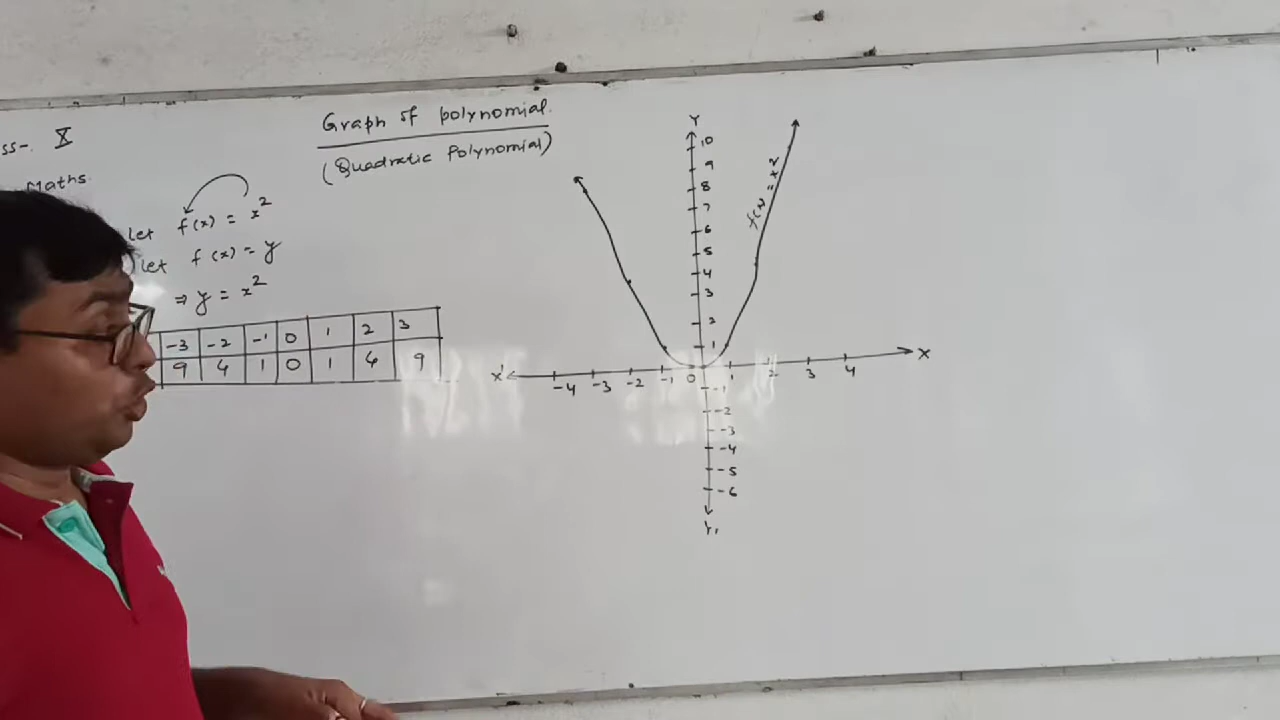 ss-. X
Maths.
Graph of polynomial.
(Quadratic Polynomial)
let f(x) = x²
let f(x) = y
⇒ y = x²
-3 -2 -1 0 1 2 3
9 4 1 0 1 4 9
Y
10
9
8
7
6
5
4
3
2
1
f(x) = x²
X' -4 -3 -2 -1 0 1 2 3 4 X
-1
-2
-3
-4
-5
-6